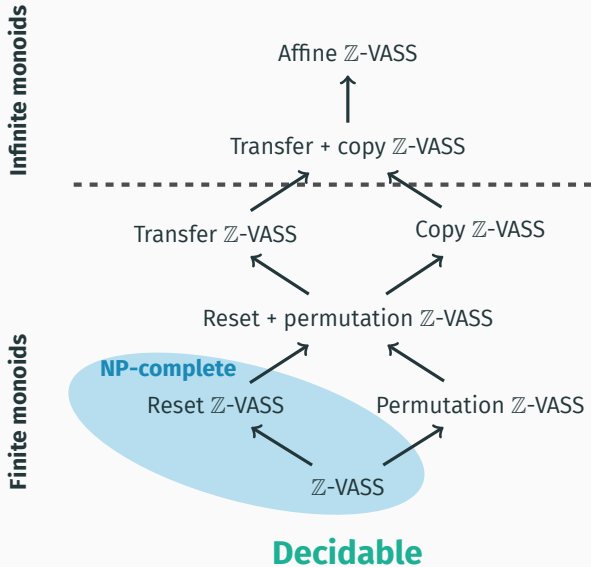 Infinite monoids
Affine ℤ-VASS
Transfer + copy ℤ-VASS
Transfer ℤ-VASS
Copy ℤ-VASS
Reset + permutation ℤ-VASS
Finite monoids
NP-complete
Reset ℤ-VASS
Permutation ℤ-VASS
ℤ-VASS
Decidable